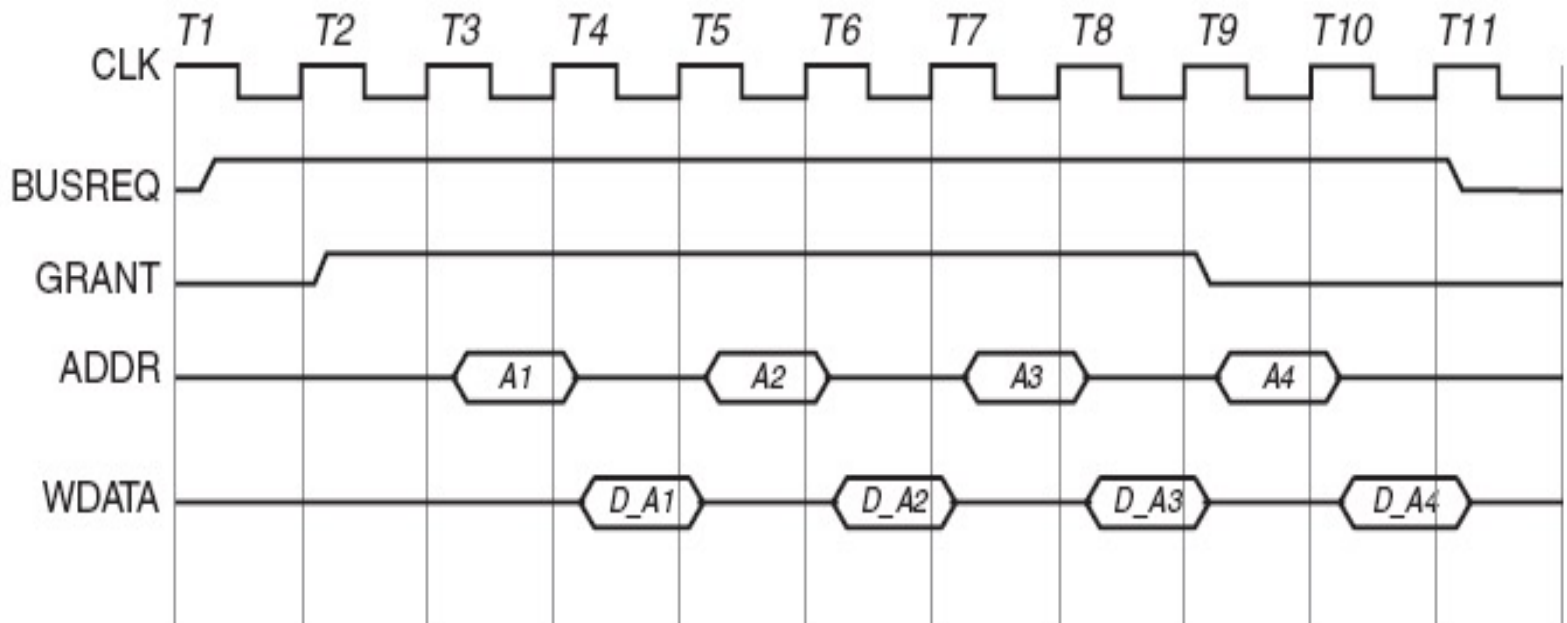 T1 T2 T3 T4 T5 T6 T7 T8 T9 T10 T11
CLK
BUSREQ
GRANT
ADDR A1 A2 A3 A4
WDATA D_A1 D_A2 D_A3 D_A4